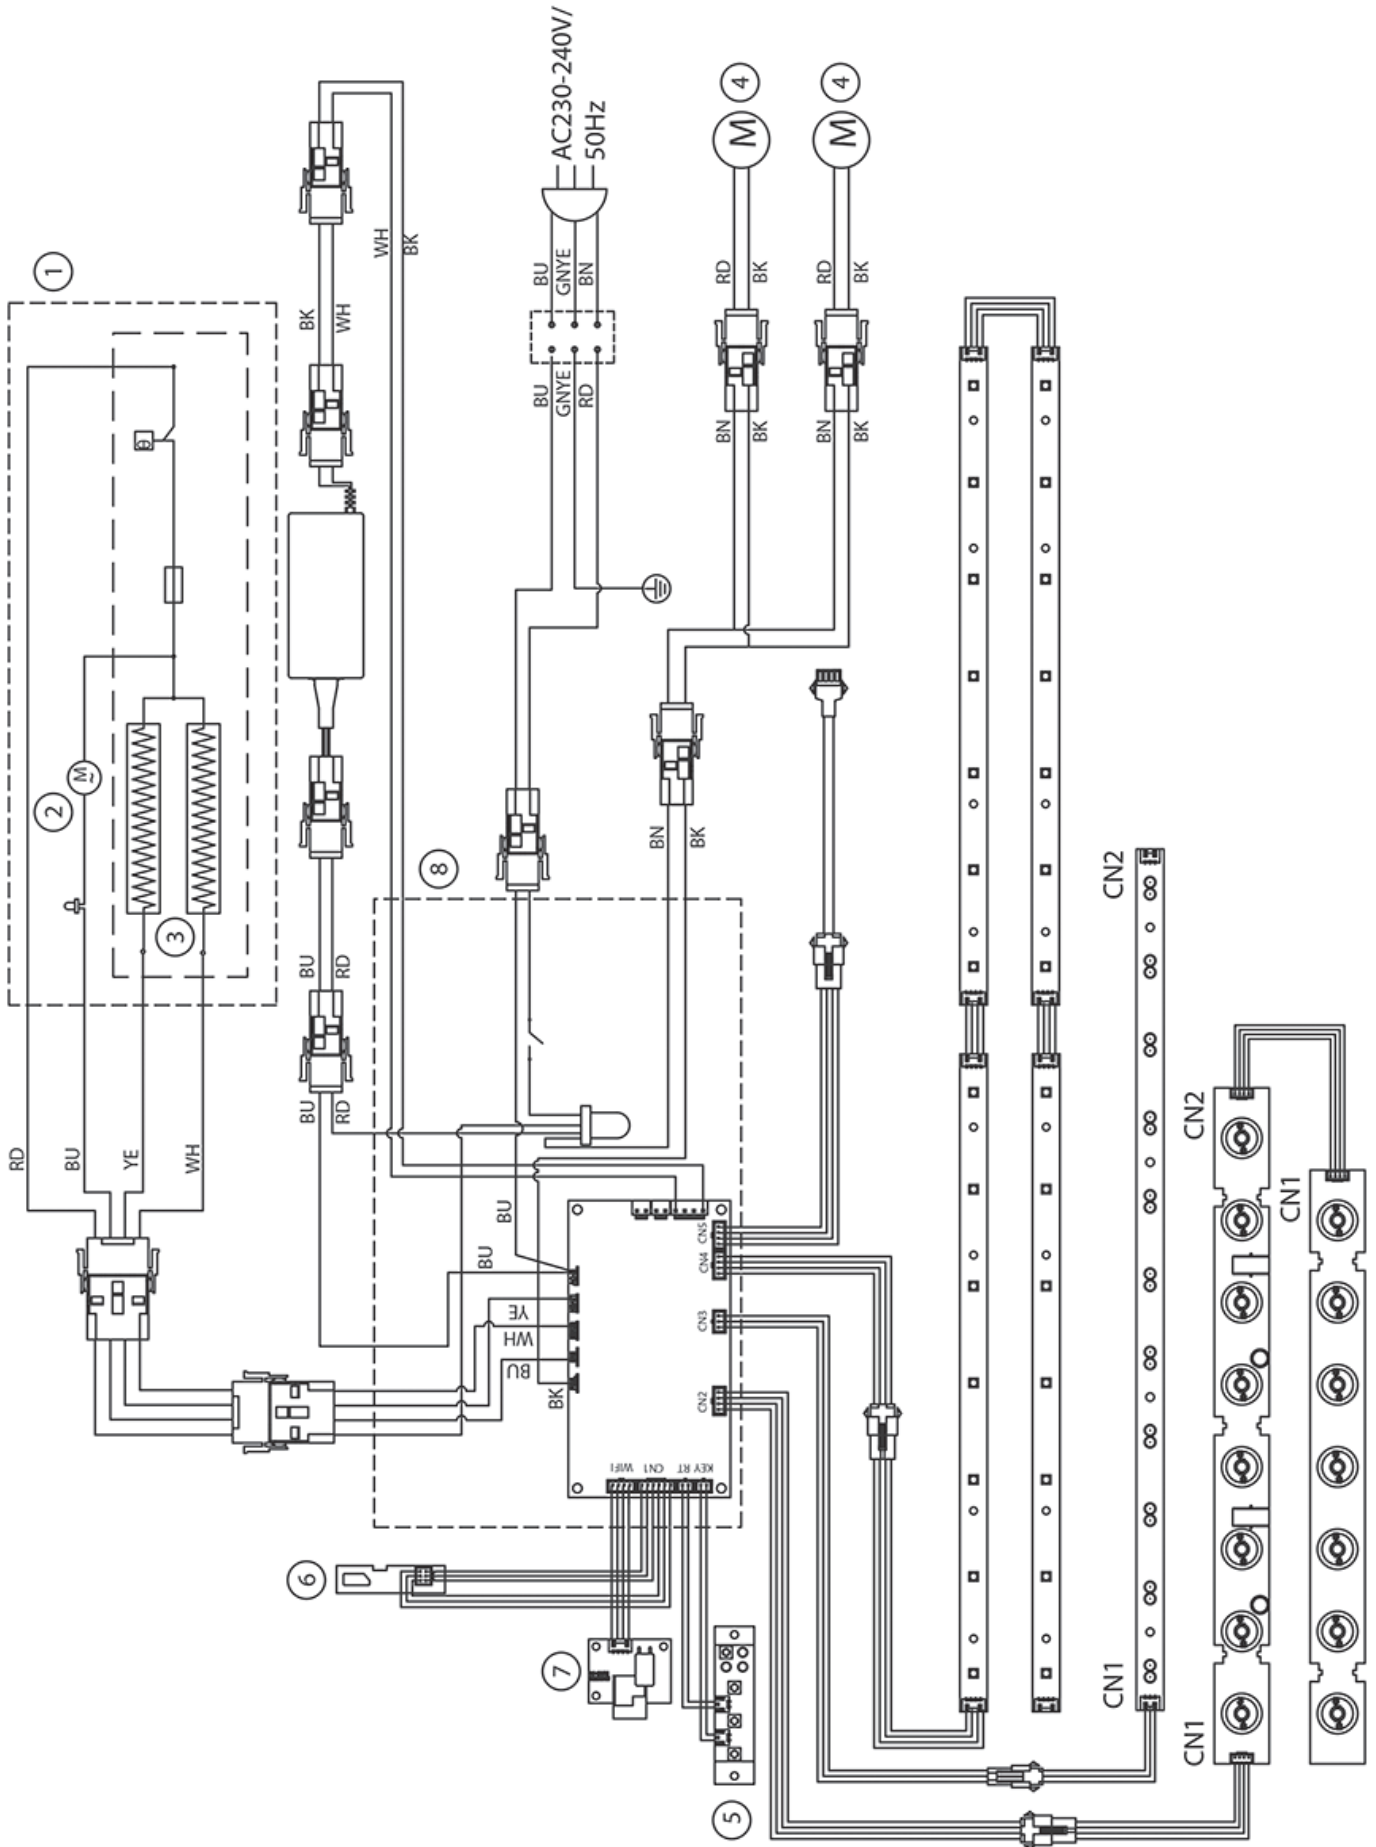 AC230-240V/
50Hz
4
4
M
M
1
WH
BK
BK
WH
BU
GNYE
BN
RD
BK
RD
BK
BU
GNYE
RD
BN
BK
BN
BK
θ
M
~
2
3
8
BN
BK
BU
RD
CN2
RD
BU
YE
WH
BU
RD
BU
BU
YE
WH
BU
BK
CN5
CN4
CN3
CN2
WIFI
CN1
RT
KEY
CN2
CN1
6
7
5
CN1
CN1